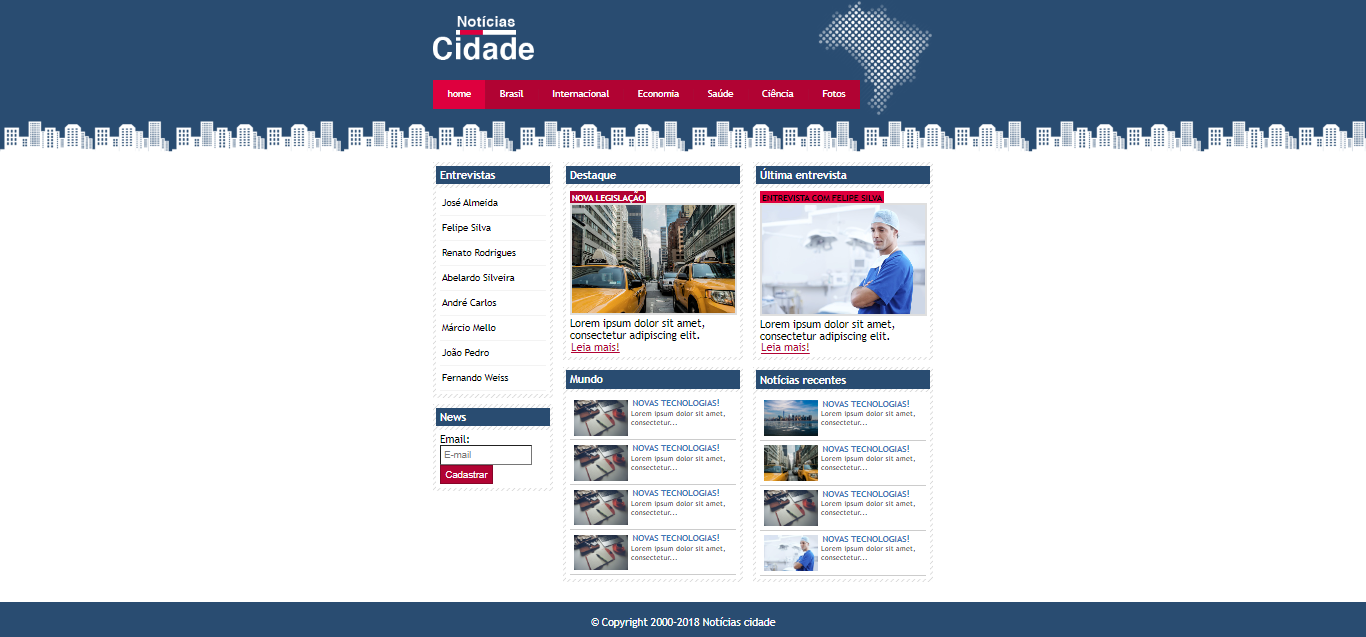 Notícias
Cidade
home Brasil Internacional Economia Saúde Ciência Fotos
Entrevistas
José Almeida
Felipe Silva
Renato Rodrigues
Abelardo Silveira
André Carlos
Márcio Mello
João Pedro
Fernando Weiss
News
Email:
E-mail
Cadastrar
Destaque
NOVA LEGISLAÇÃO
Lorem ipsum dolor sit amet,
consectetur adipiscing elit.
Leia mais!
Mundo
NOVAS TECNOLOGIAS!
Lorem ipsum dolor sit amet,
consectetur...
NOVAS TECNOLOGIAS!
Lorem ipsum dolor sit amet,
consectetur...
NOVAS TECNOLOGIAS!
Lorem ipsum dolor sit amet,
consectetur...
NOVAS TECNOLOGIAS!
Lorem ipsum dolor sit amet,
consectetur...
Última entrevista
ENTREVISTA COM FELIPE SILVA
Lorem ipsum dolor sit amet,
consectetur adipiscing elit.
Leia mais!
Notícias recentes
NOVAS TECNOLOGIAS!
Lorem ipsum dolor sit amet,
consectetur...
NOVAS TECNOLOGIAS!
Lorem ipsum dolor sit amet,
consectetur...
NOVAS TECNOLOGIAS!
Lorem ipsum dolor sit amet,
consectetur...
NOVAS TECNOLOGIAS!
Lorem ipsum dolor sit amet,
consectetur...
© Copyright 2000-2018 Notícias cidade